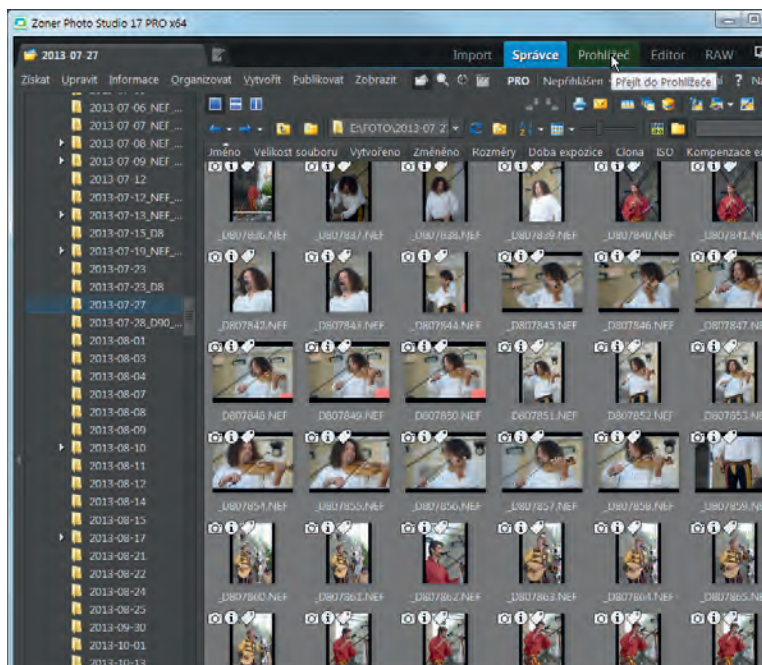 Zoner Photo Studio 17 PRO x64
2013-07-27
Import Správce Prohlížeč Editor RAW
Získat Upravit Informace Organizovat Vytvořit Publikovat Zobrazit PRO Nepřihlášen Přejít do Prohlížeče ?
2013-07-06_NEF_...
2013-07-07_NEF_...
2013-07-08_NEF_...
2013-07-09_NEF_...
2013-07-12
2013-07-12_NEF_...
2013-07-13_NEF_...
2013-07-15_D8
2013-07-19_NEF_...
2013-07-23
2013-07-23_D8
2013-07-27
2013-07-28_D90_...
2013-08-01
2013-08-03
2013-08-04
2013-08-07
2013-08-08
2013-08-09
2013-08-10
2013-08-11
2013-08-12
2013-08-14
2013-08-15
2013-08-17
2013-08-21
2013-08-22
2013-08-24
2013-08-25
2013-09-30
2013-10-01
2013-10-13
E:\FOTO\2013-07-2
Jméno Velikost souboru Vytvořeno Změněno Rozměry Doba expozice Clona ISO Kompenzace
_D807836.NEF _D807837.NEF _D807838.NEF _D807839.NEF _D807840.NEF _D807841.NEF
_D807842.NEF _D807843.NEF _D807844.NEF _D807845.NEF _D807846.NEF _D807847.NEF
_D807848.NEF _D807849.NEF _D807850.NEF _D807851.NEF _D807852.NEF _D807853.NEF
_D807854.NEF _D807855.NEF _D807856.NEF _D807857.NEF _D807858.NEF _D807859.NEF
_D807860.NEF _D807861.NEF _D807862.NEF _D807863.NEF _D807864.NEF _D807865.NEF